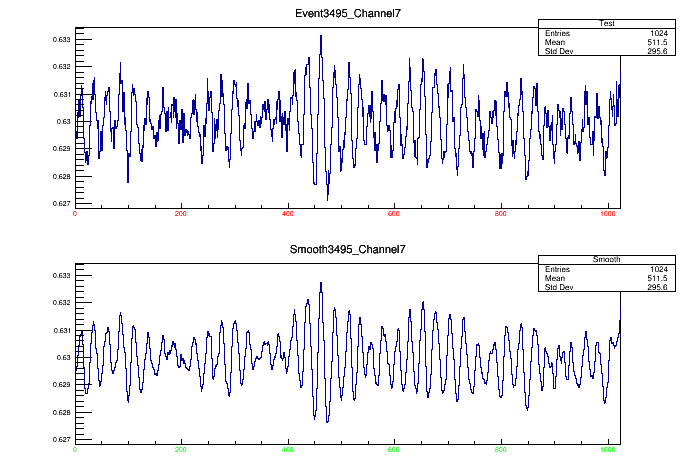 Event3495_Channel7
Test
Entries 1024
Mean 511.5
Std Dev 295.6
0.633
0.632
0.631
0.63
0.629
0.628
0.627
0 200 400 600 800 1000
Smooth3495_Channel7
Smooth
Entries 1024
Mean 511.5
Std Dev 295.6
0.633
0.632
0.631
0.63
0.629
0.628
0.627
0 200 400 600 800 1000